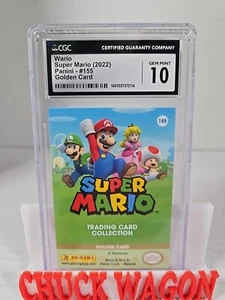 CGC
CERTIFIED GUARANTY COMPANY
Wario
Super Mario (2022)
Panini - #155
Golden Card
GEM MINT
10
155
SUPER
MARIO
TRADING CARD
COLLECTION
GOLDEN CARD
PANINI
CHUCK WAGON